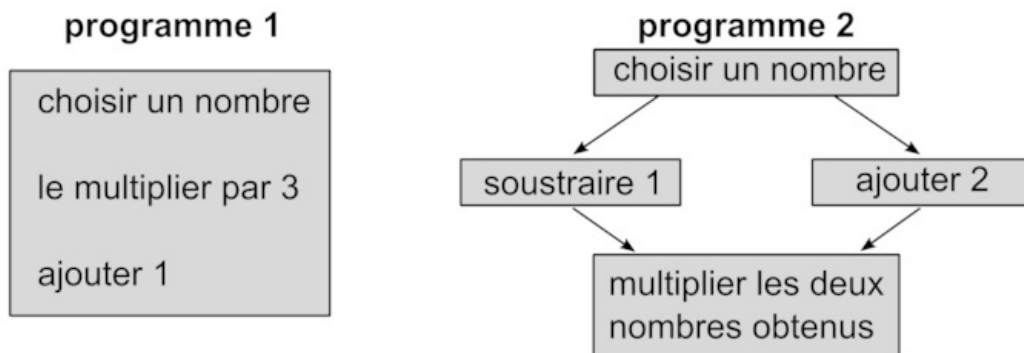 programme 1
choisir un nombre
le multiplier par 3
ajouter 1
programme 2
choisir un nombre
soustraire 1
ajouter 2
multiplier les deux
nombres obtenus